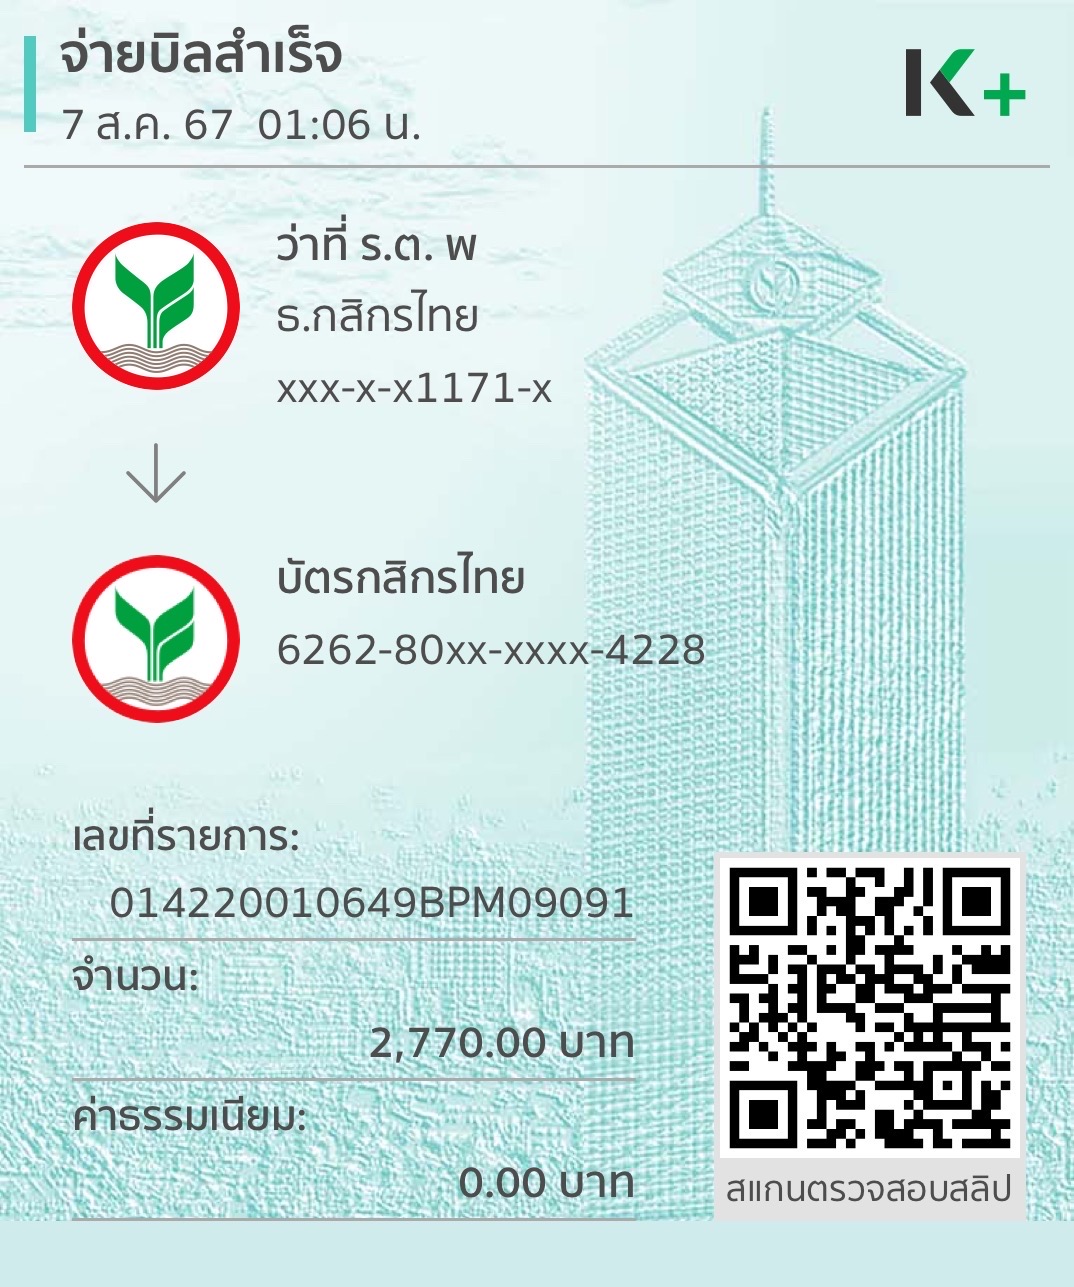 จ่ายบิลสำเร็จ
7 ส.ค. 67 01:06 น.
K+
ว่าที่ ร.ต. พ
ธ.กสิกรไทย
xxx-x-x1171-x
บัตรกสิกรไทย
6262-80xx-xxxx-4228
เลขที่รายการ:
014220010649BPM09091
จำนวน:
2,770.00 บาท
ค่าธรรมเนียม:
0.00 บาท
สแกนตรวจสอบสลิป